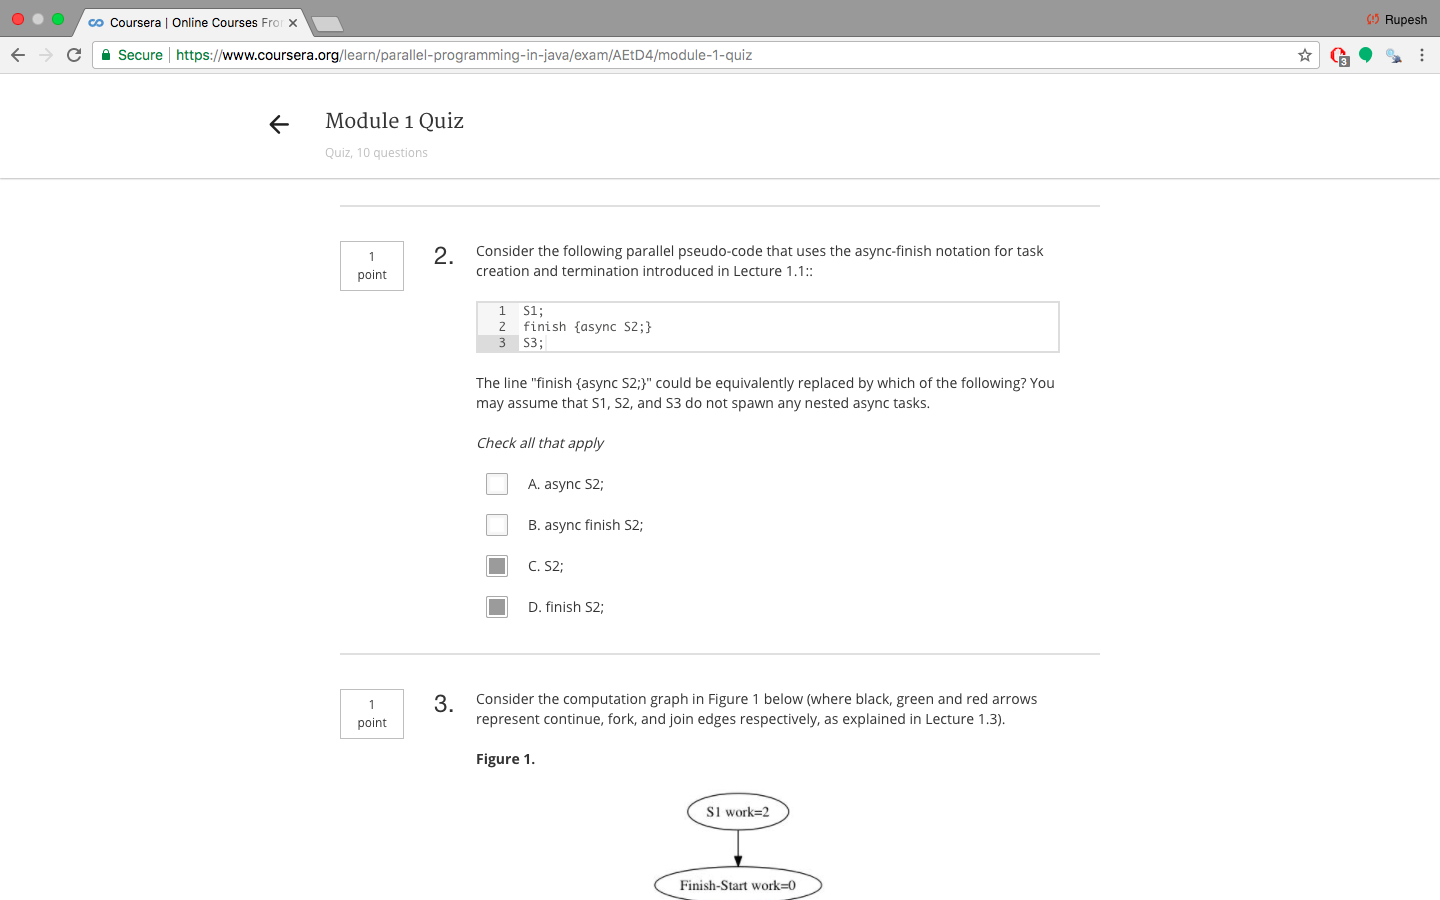 Coursera | Online Courses Fro
Rupesh
Secure https://www.coursera.org/learn/parallel-programming-in-java/exam/AEtD4/module-1-quiz
3
Module 1 Quiz
Quiz, 10 questions
1
point
2.
Consider the following parallel pseudo-code that uses the async-finish notation for task
creation and termination introduced in Lecture 1.1::
1 S1;
2 finish {async S2;}
3 S3;
The line "finish {async S2;}" could be equivalently replaced by which of the following? You
may assume that S1, S2, and S3 do not spawn any nested async tasks.
Check all that apply
A. async S2;
B. async finish S2;
C. S2;
D. finish S2;
1
point
3.
Consider the computation graph in Figure 1 below (where black, green and red arrows
represent continue, fork, and join edges respectively, as explained in Lecture 1.3).
Figure 1.
S1 work=2
Finish-Start work=0